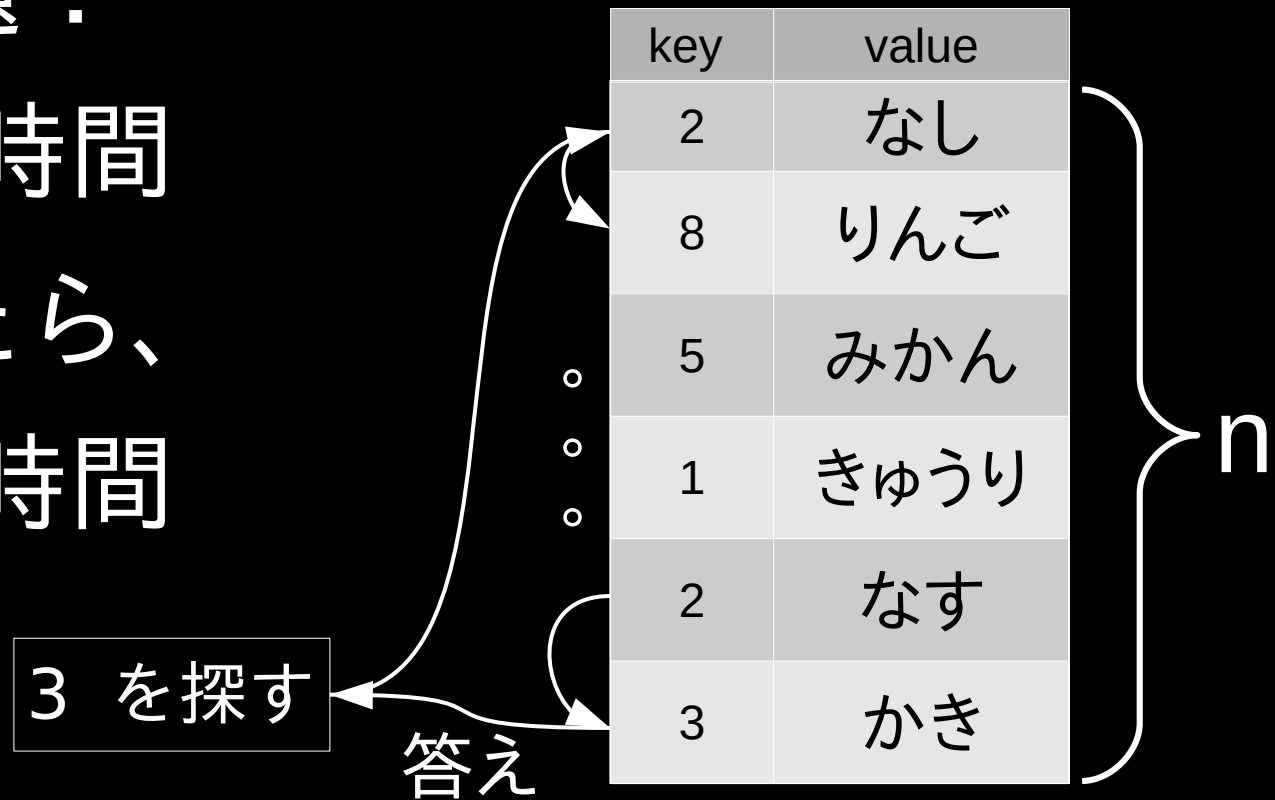 時間
ら、
時間
key value
2 なし
8 りんご
5 みかん
1 きゅうり
2 なす
3 かき
。
。
。
n
3 を探す
答え